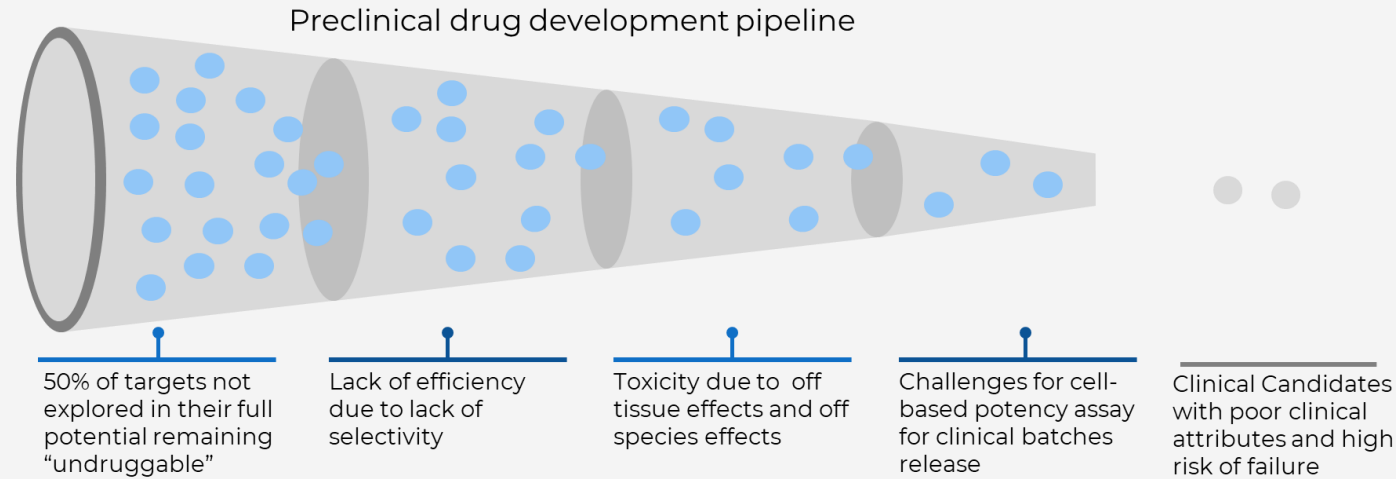 Preclinical drug development pipeline
50% of targets not
explored in their full
potential remaining
“undruggable”
Lack of efficiency
due to lack of
selectivity
Toxicity due to  off
tissue effects and off
species effects
Challenges for cell-
based potency assay
for clinical batches
release
Clinical Candidates
with poor clinical
attributes and high
risk of failure